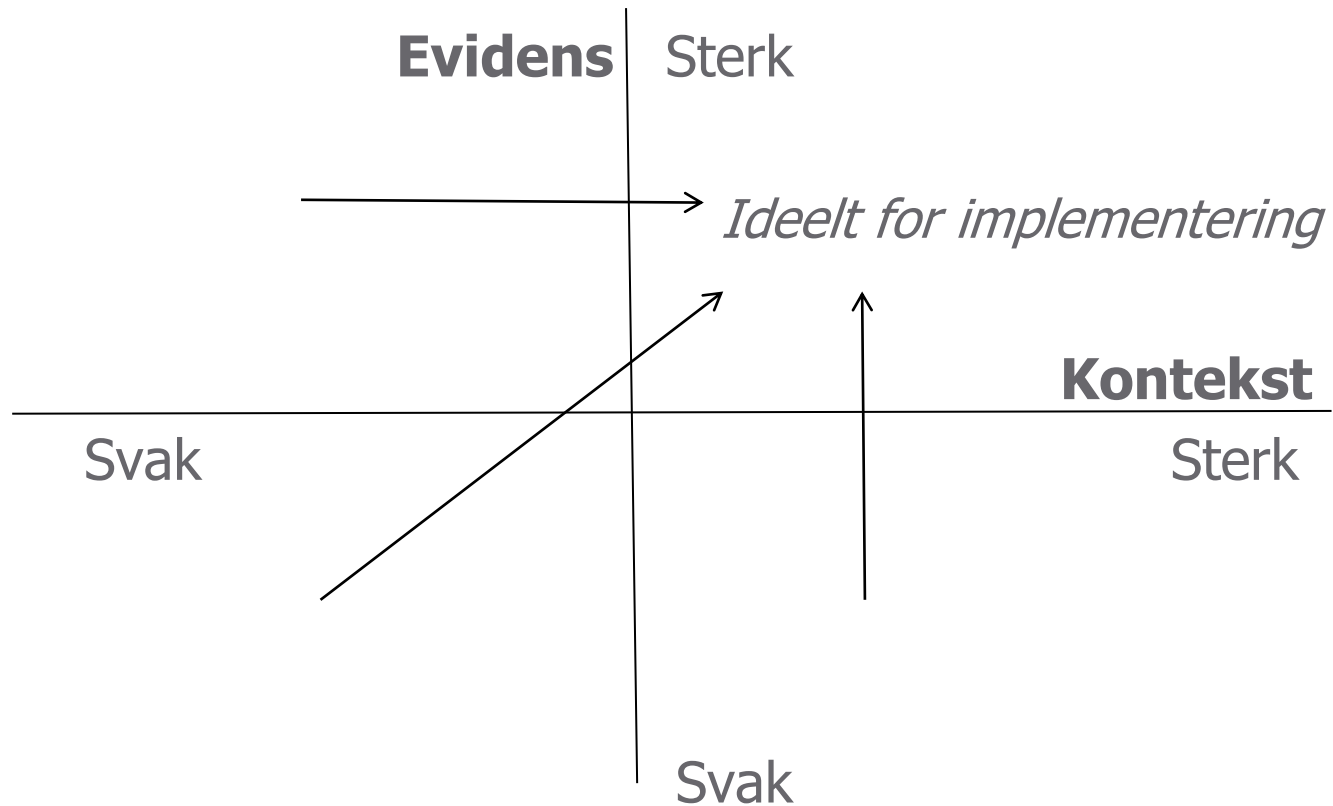 Evidens Sterk
Ideelt for implementering
Kontekst
Svak Sterk
Svak